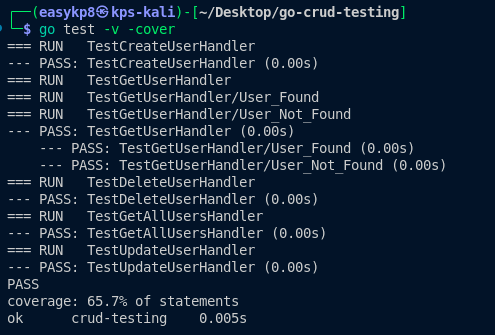 ┌──(easykp8㉿kps-kali)-[~/Desktop/go-crud-testing]
└─$ go test -v -cover
=== RUN   TestCreateUserHandler
--- PASS: TestCreateUserHandler (0.00s)
=== RUN   TestGetUserHandler
=== RUN   TestGetUserHandler/User_Found
=== RUN   TestGetUserHandler/User_Not_Found
--- PASS: TestGetUserHandler (0.00s)
    --- PASS: TestGetUserHandler/User_Found (0.00s)
    --- PASS: TestGetUserHandler/User_Not_Found (0.00s)
=== RUN   TestDeleteUserHandler
--- PASS: TestDeleteUserHandler (0.00s)
=== RUN   TestGetAllUsersHandler
--- PASS: TestGetAllUsersHandler (0.00s)
=== RUN   TestUpdateUserHandler
--- PASS: TestUpdateUserHandler (0.00s)
PASS
coverage: 65.7% of statements
ok      crud-testing    0.005s